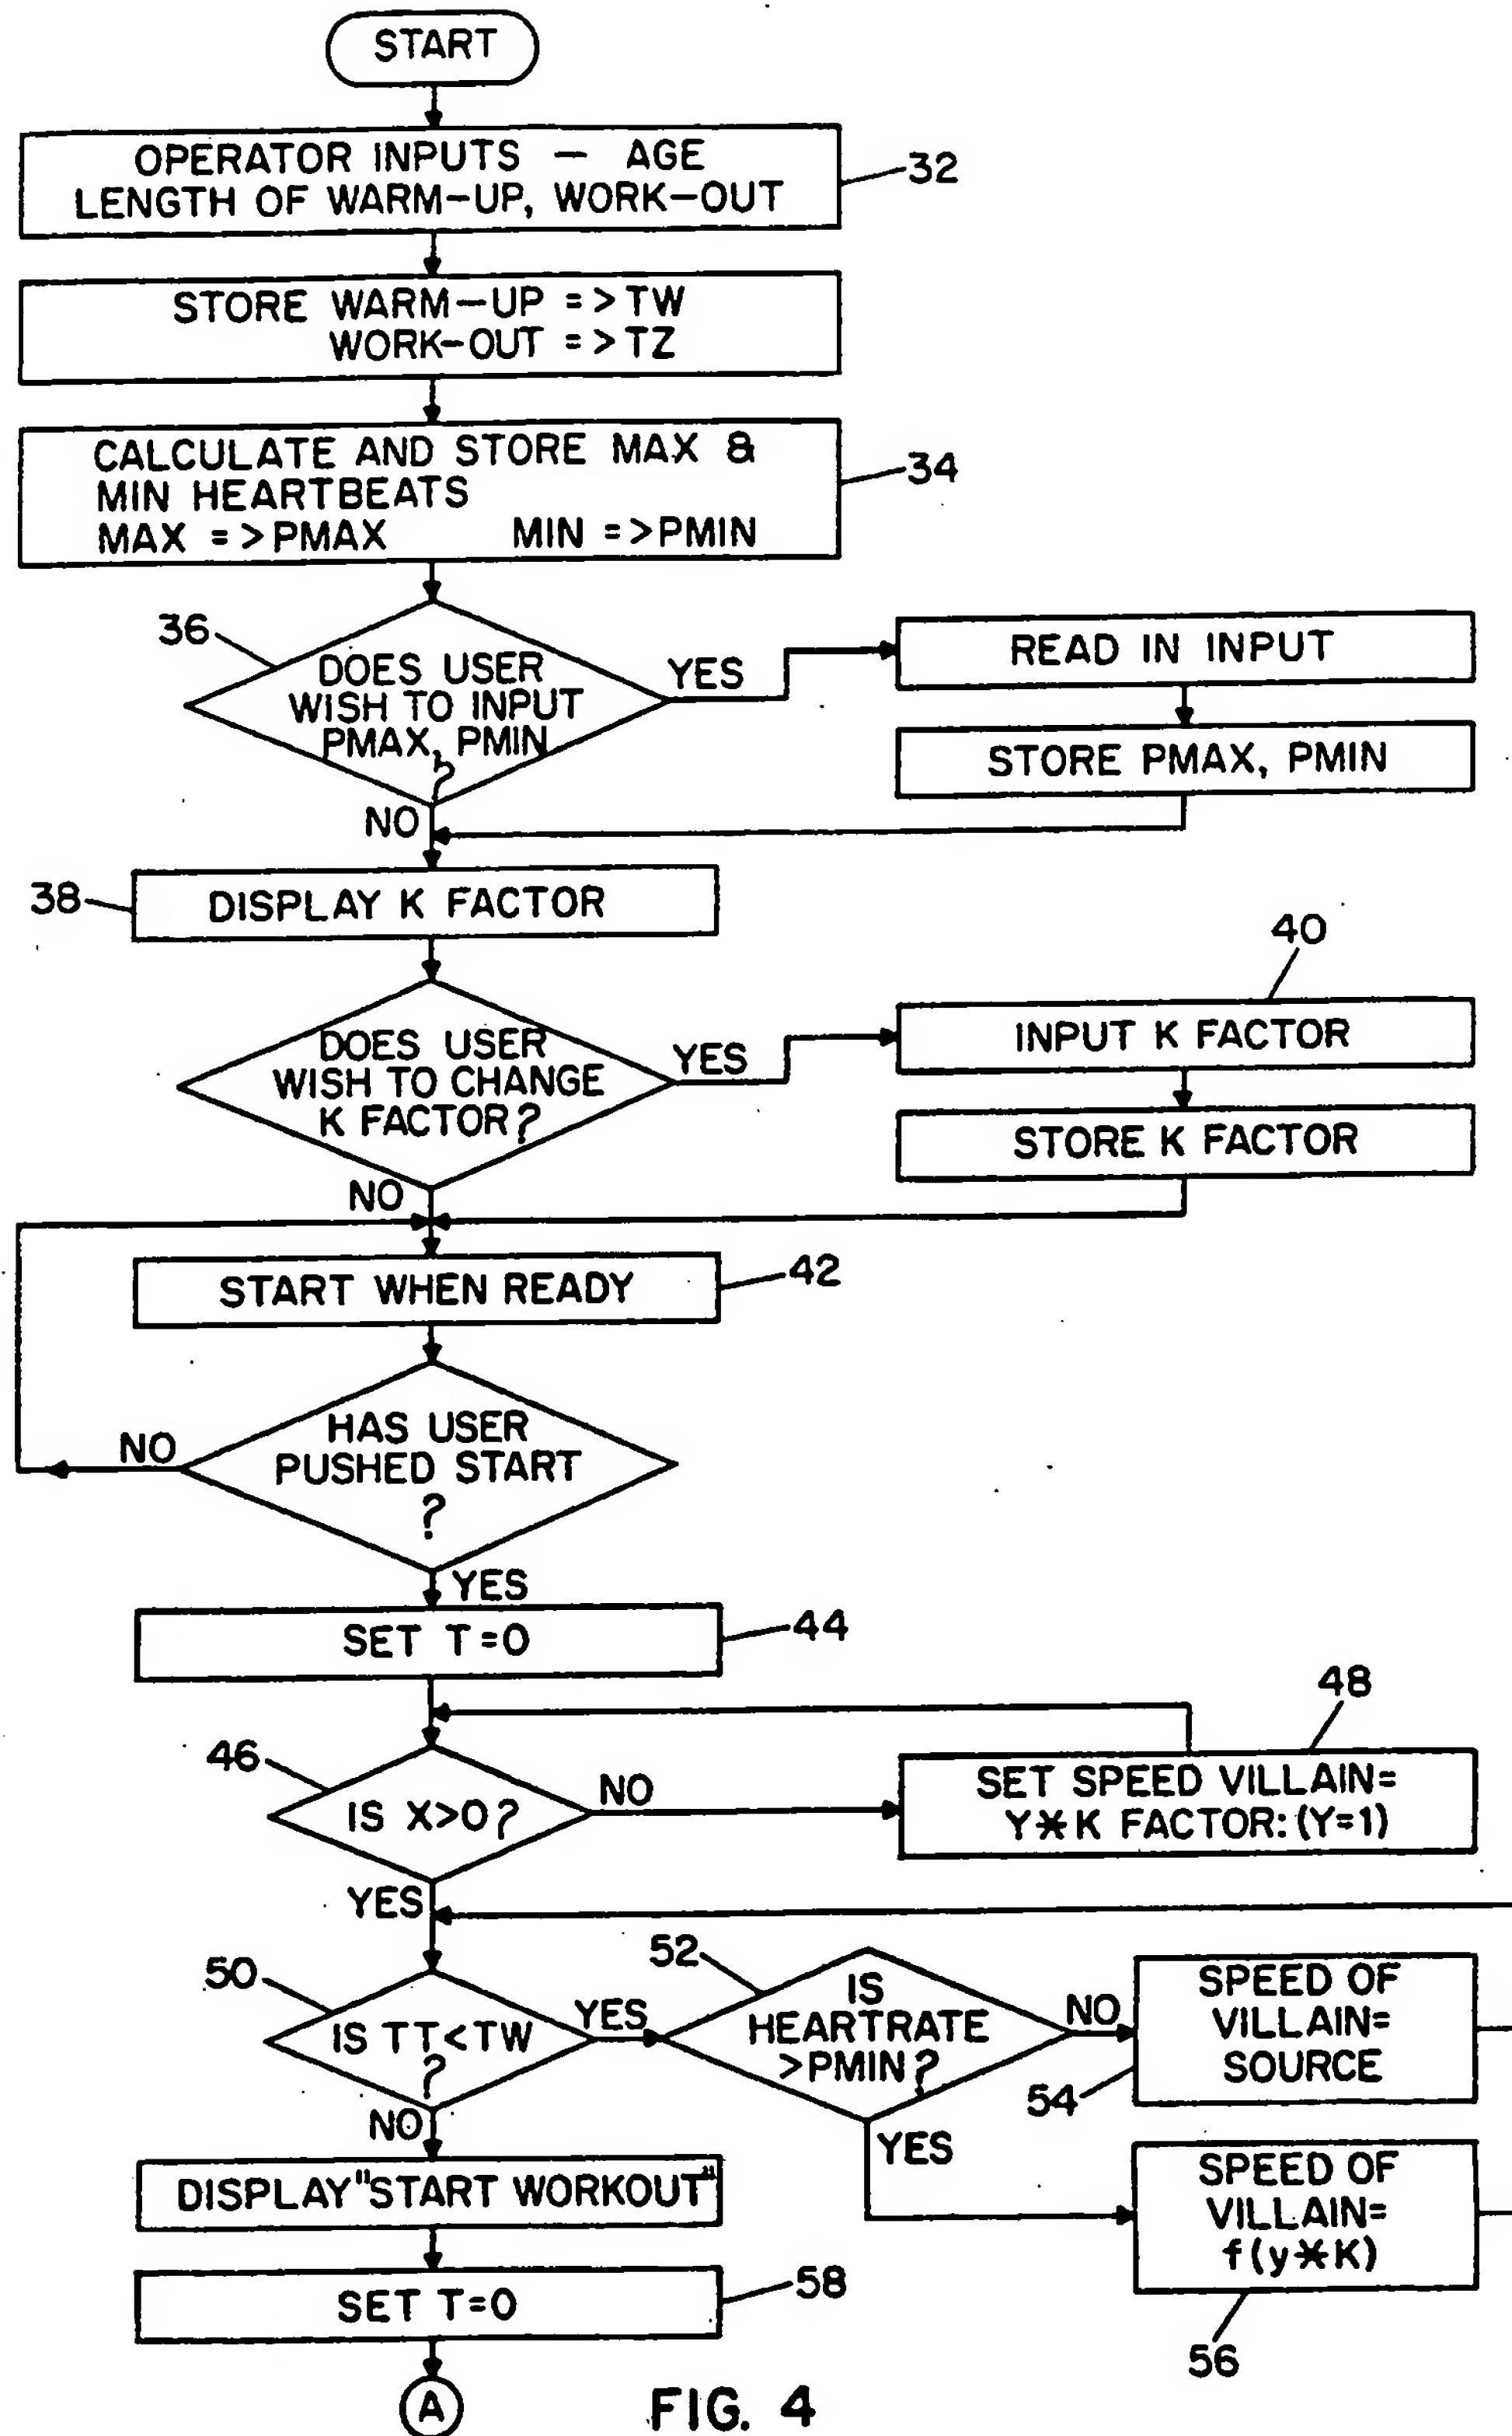 START
OPERATOR INPUTS — AGE
LENGTH OF WARM-UP, WORK-OUT
32
STORE WARM-UP => TW
WORK-OUT => TZ
CALCULATE AND STORE MAX &
MIN HEARTBEATS
MAX => PMAX MIN => PMIN
34
36
DOES USER
WISH TO INPUT
PMAX, PMIN
?
YES
READ IN INPUT
STORE PMAX, PMIN
NO
38
DISPLAY K FACTOR
40
DOES USER
WISH TO CHANGE
K FACTOR?
YES
INPUT K FACTOR
STORE K FACTOR
NO
START WHEN READY
42
HAS USER
PUSHED START
?
NO
YES
SET T=0
44
46
IS X>0?
NO
48
SET SPEED VILLAIN=
Y*K FACTOR: (Y=1)
YES
50
IS TT<TW
?
YES
52
IS
HEARTRATE
>PMIN?
NO
SPEED OF
VILLAIN=
SOURCE
54
NO
YES
DISPLAY "START WORKOUT"
SPEED OF
VILLAIN=
f(y*K)
56
SET T=0
58
A
FIG. 4